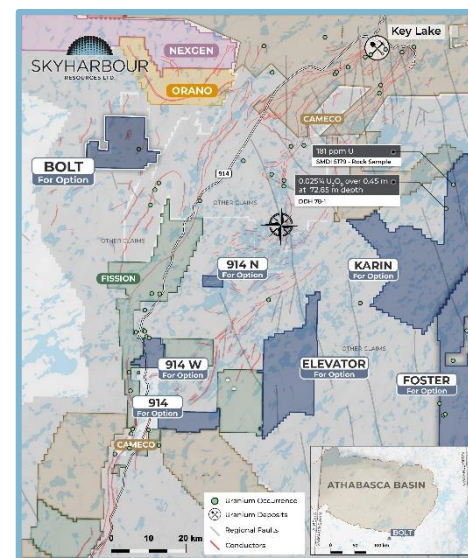 Key Lake
NEXGEN
SKYHARBOUR
RESOURCES LTD.
ORANO
CAMECO
181 ppm U
SMDI 5179 - Rock Sample
BOLT
For Option
0.025% U₃O₈ over 0.45 m
at 72.85 m depth
DDH 78-1
914
OTHER CLAIMS
OTHER CLAIMS
OTHER CLAIMS
FISSION
914 N
For Option
KARIN
For Option
OTHER CLAIMS
914 W
For Option
ELEVATOR
For Option
FOSTER
For Option
914
For Option
CAMECO
ATHABASCA BASIN
Uranium Occurrence
Uranium Deposits
Regional Faults
Conductors
BOLT
0 10 20 km